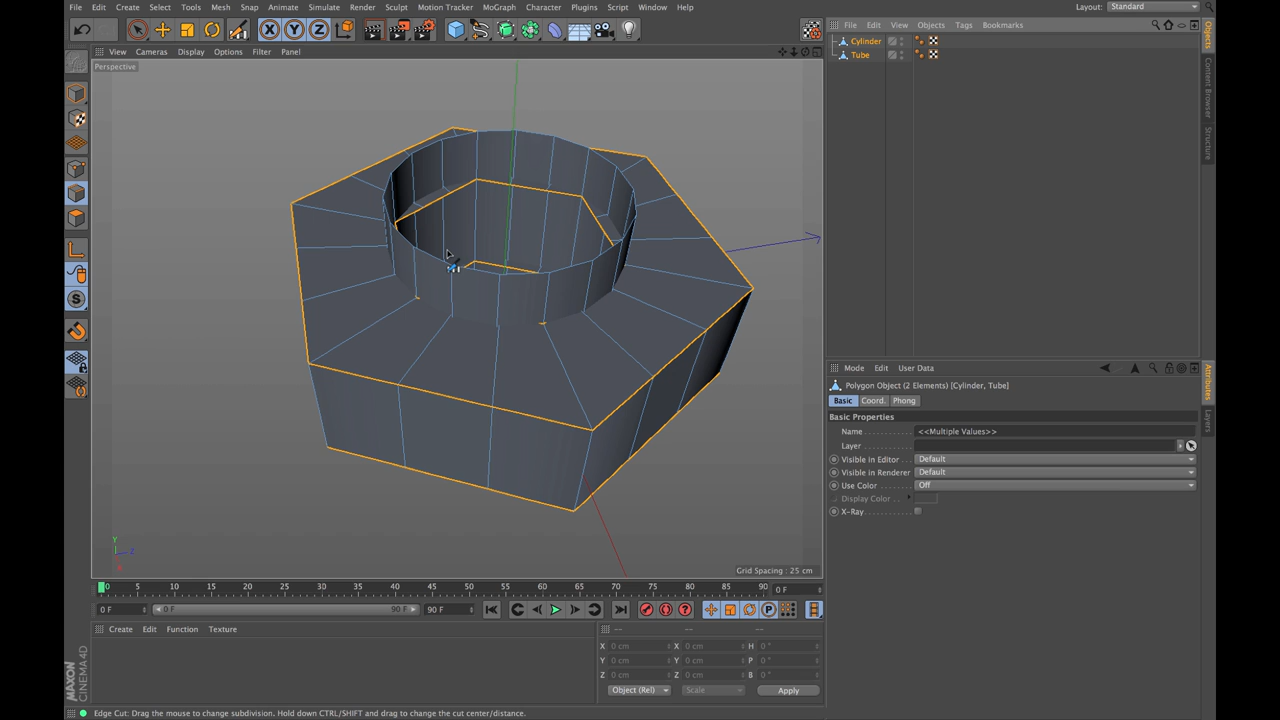 File Edit Create Select Tools Mesh Snap Animate Simulate Render Sculpt Motion Tracker MoGraph Character Plugins Script Window Help
Layout: Standard
X Y Z
File Edit View Objects Tags Bookmarks
View Cameras Display Options Filter Panel
Perspective
Cylinder
Tube
Objects
Content Browser
Structure
S
Mode Edit User Data
Polygon Object (2 Elements) [Cylinder, Tube]
Basic Coord. Phong
Basic Properties
Name <<Multiple Values>>
Layer
Visible in Editor Default
Visible in Renderer Default
Use Color Off
Display Color
X-Ray
Attributes
Layers
Y
Z
X
Grid Spacing : 25 cm
0 5 10 15 20 25 30 35 40 45 50 55 60 65 70 75 80 85 90 0 F
0 F 0 F 90 F 90 F
P
Create Edit Function Texture
-- -- --
X 0 cm X 0 cm H 0 °
Y 0 cm Y 0 cm P 0 °
Z 0 cm Z 0 cm B 0 °
Object (Rel) Scale Apply
MAXON
CINEMA 4D
Edge Cut: Drag the mouse to change subdivision. Hold down CTRL/SHIFT and drag to change the cut center/distance.